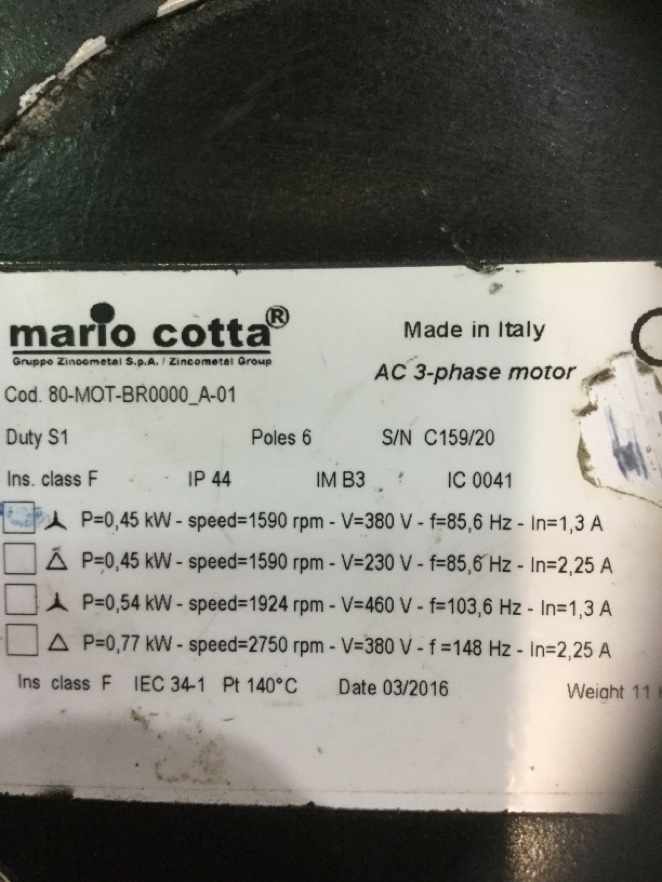 mario cotta®
Gruppo Zincometal S.p.A. / Zincometal Group
Made in Italy
AC 3-phase motor
Cod. 80-MOT-BR0000_A-01
Duty S1 Poles 6 S/N C159/20
Ins. class F IP 44 IM B3 IC 0041
P=0,45 kW - speed=1590 rpm - V=380 V - f=85,6 Hz - In=1,3 A
△ P=0,45 kW - speed=1590 rpm - V=230 V - f=85,6 Hz - In=2,25 A
P=0,54 kW - speed=1924 rpm - V=460 V - f=103,6 Hz - In=1,3 A
△ P=0,77 kW - speed=2750 rpm - V=380 V - f =148 Hz - In=2,25 A
Ins class F IEC 34-1 Pt 140°C Date 03/2016 Weight 11